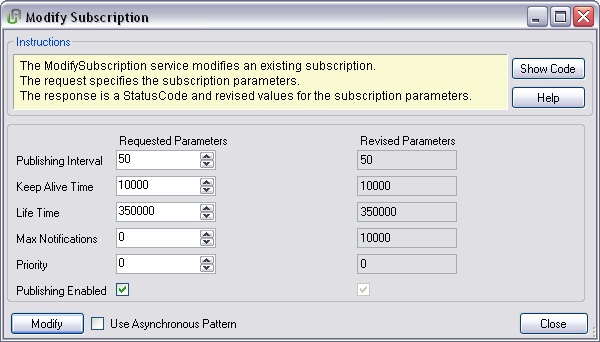 Modify Subscription
Instructions
The ModifySubscription service modifies an existing subscription.
The request specifies the subscription parameters.
The response is a StatusCode and revised values for the subscription parameters.
Show Code
Help
Requested Parameters Revised Parameters
Publishing Interval 50 50
Keep Alive Time 10000 10000
Life Time 350000 350000
Max Notifications 0 10000
Priority 0 0
Publishing Enabled
Modify Use Asynchronous Pattern Close